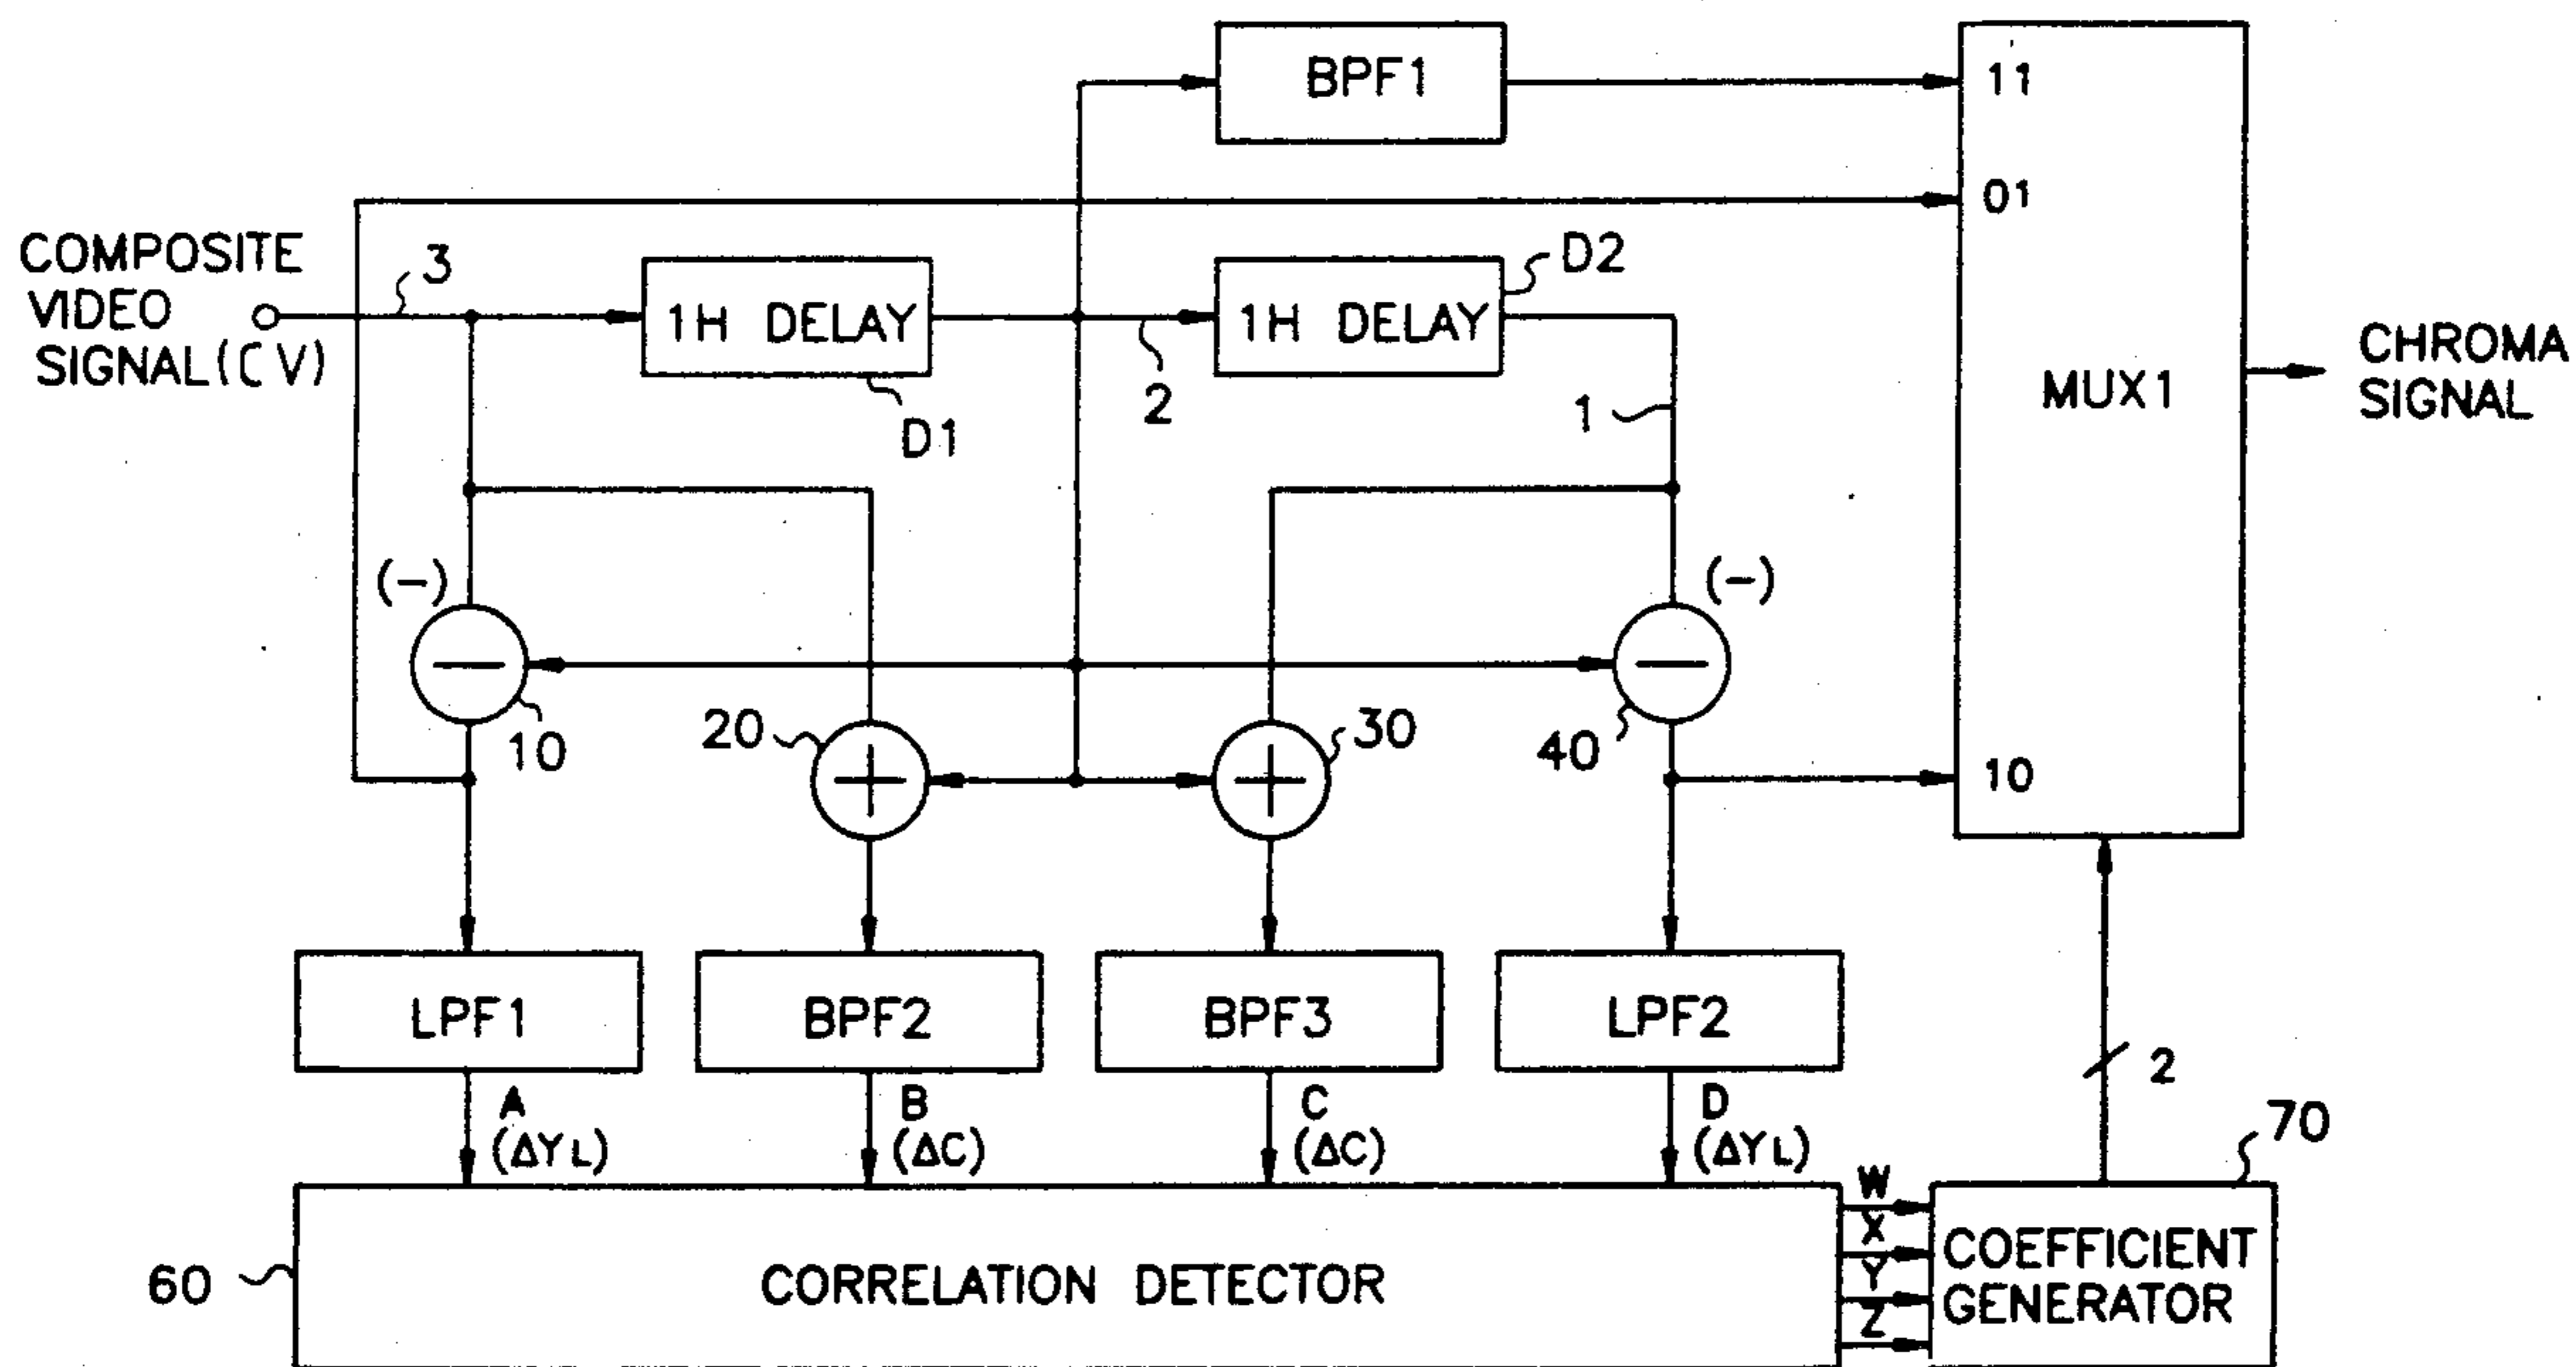 BPF1
11
01
COMPOSITE
VIDEO
SIGNAL (CV)
3
1H DELAY
D1
2
1H DELAY
D2
1
MUX1
CHROMA
SIGNAL
(-)
(-)
10
20
30
40
10
LPF1
BPF2
BPF3
LPF2
2
A
(ΔYL)
B
(ΔC)
C
(ΔC)
D
(ΔYL)
70
W
X
Y
Z
COEFFICIENT
GENERATOR
60
CORRELATION DETECTOR